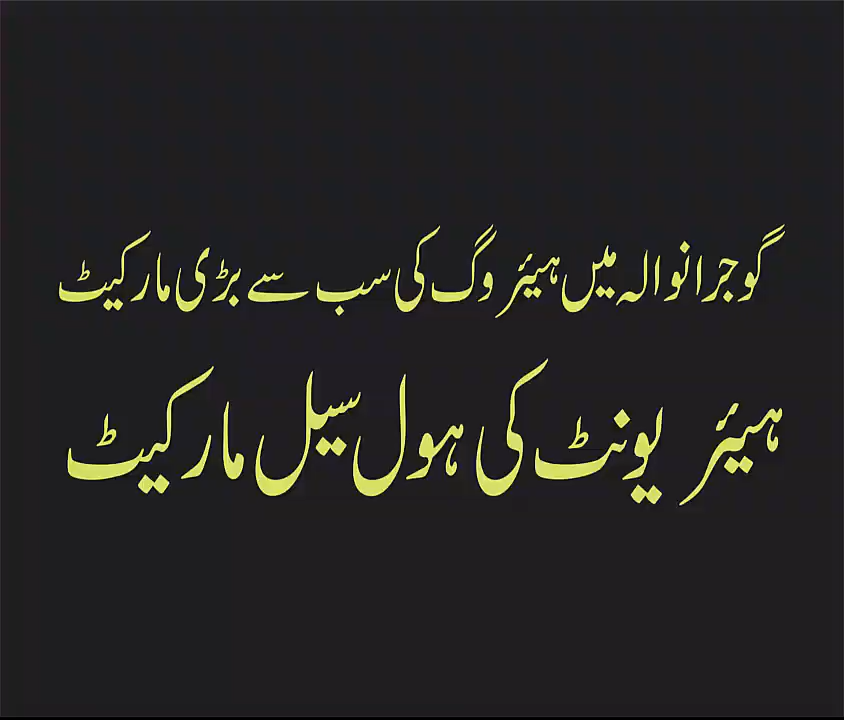 گوجرانوالہ میں ہیئر وگ کی سب سے بڑی مارکیٹ
ہیئر یونٹ کی ہول سیل مارکیٹ